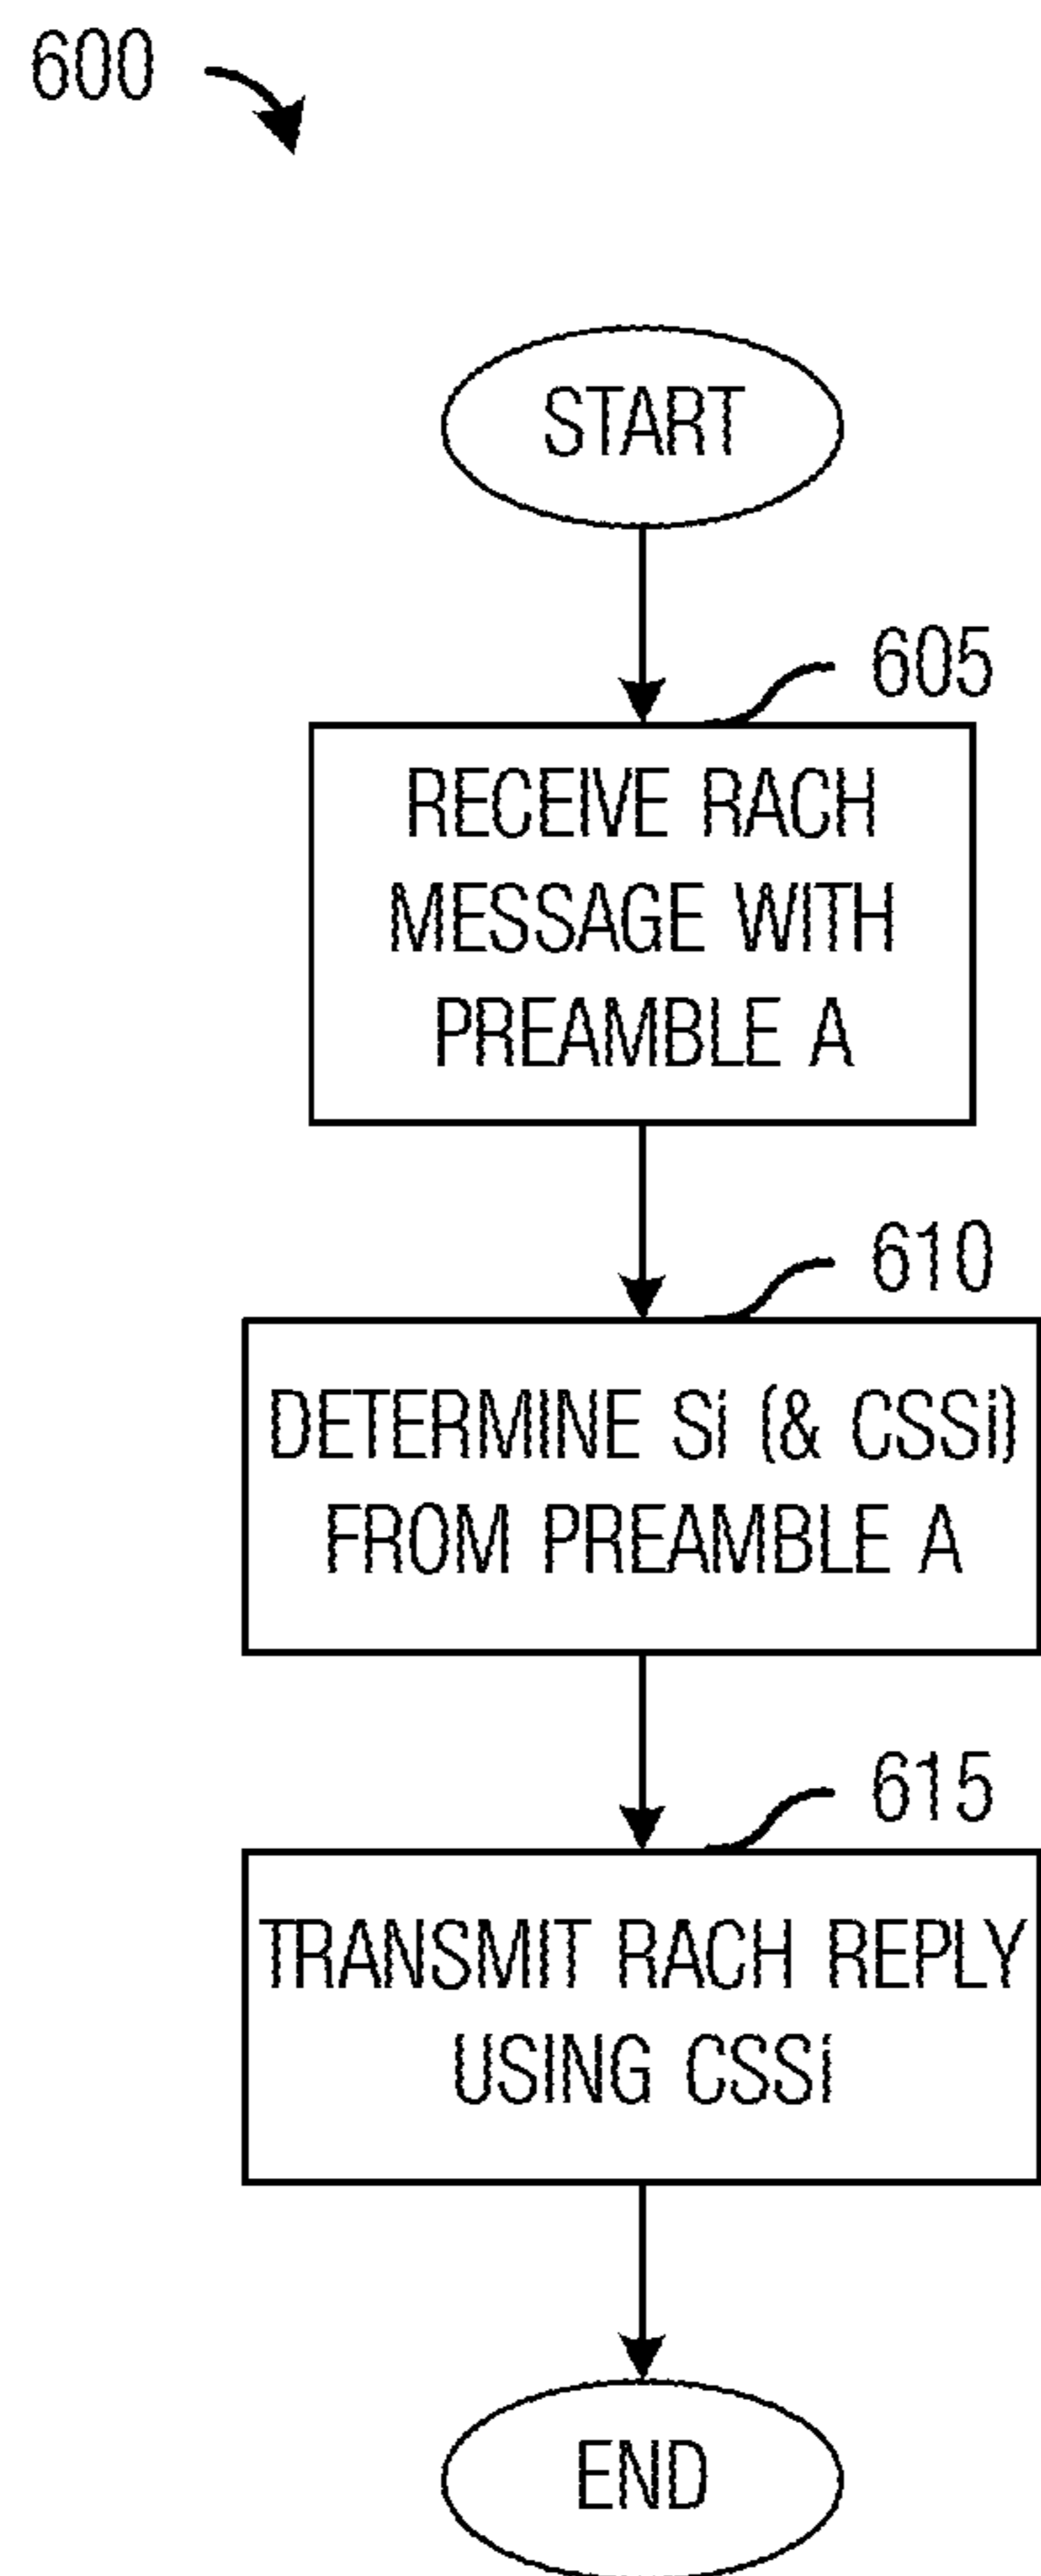 600
START
605
RECEIVE RACH
MESSAGE WITH
PREAMBLE A
610
DETERMINE Si (& CSSi)
FROM PREAMBLE A
615
TRANSMIT RACH REPLY
USING CSSi
END